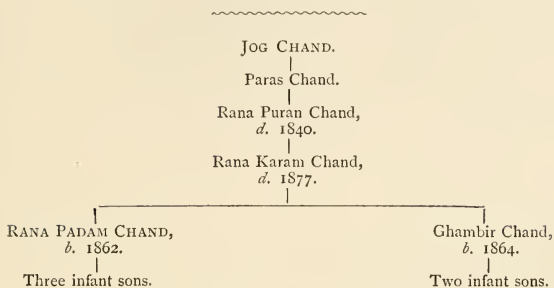 JOG CHAND.
Paras Chand.
Rana Puran Chand,
d. 1840.
Rana Karam Chand,
d. 1877.
RANA PADAM CHAND,
b. 1862.
Three infant sons.
Ghambir Chand,
b. 1864.
Two infant sons.